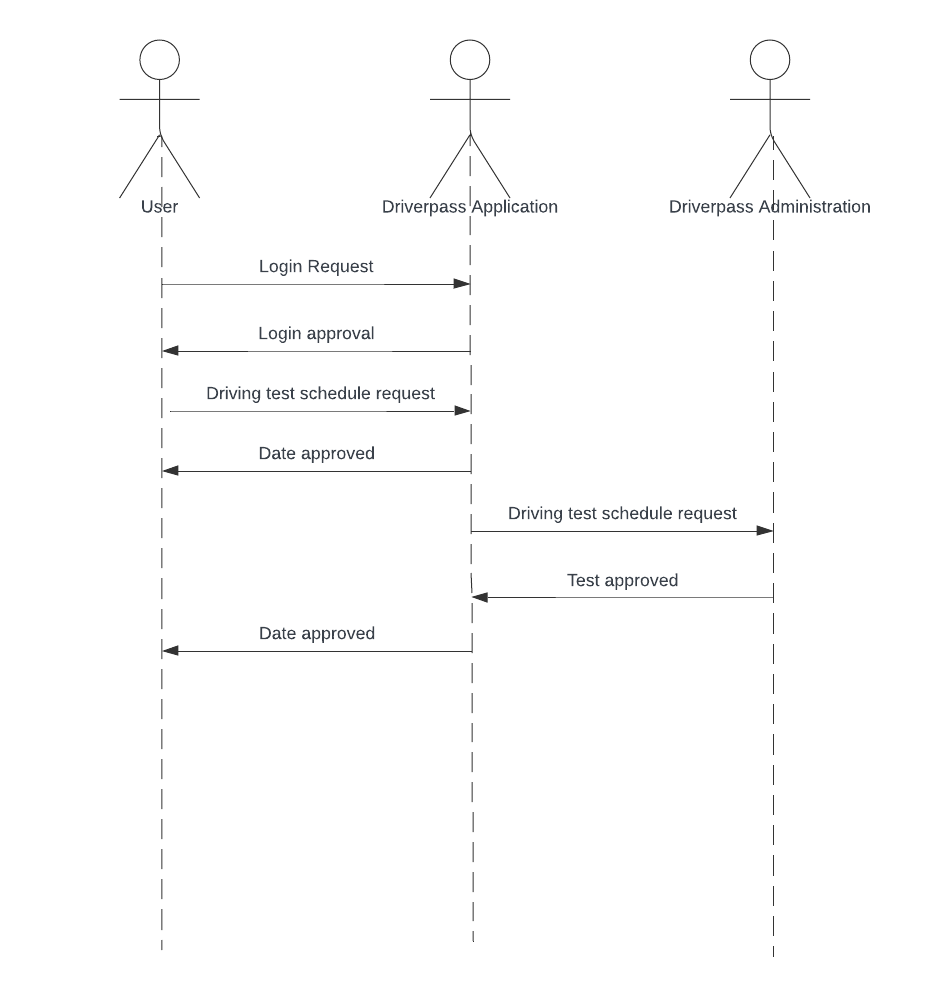 User
Driverpass Application
Driverpass Administration
Login Request
Login approval
Driving test schedule request
Date approved
Driving test schedule request
Test approved
Date approved